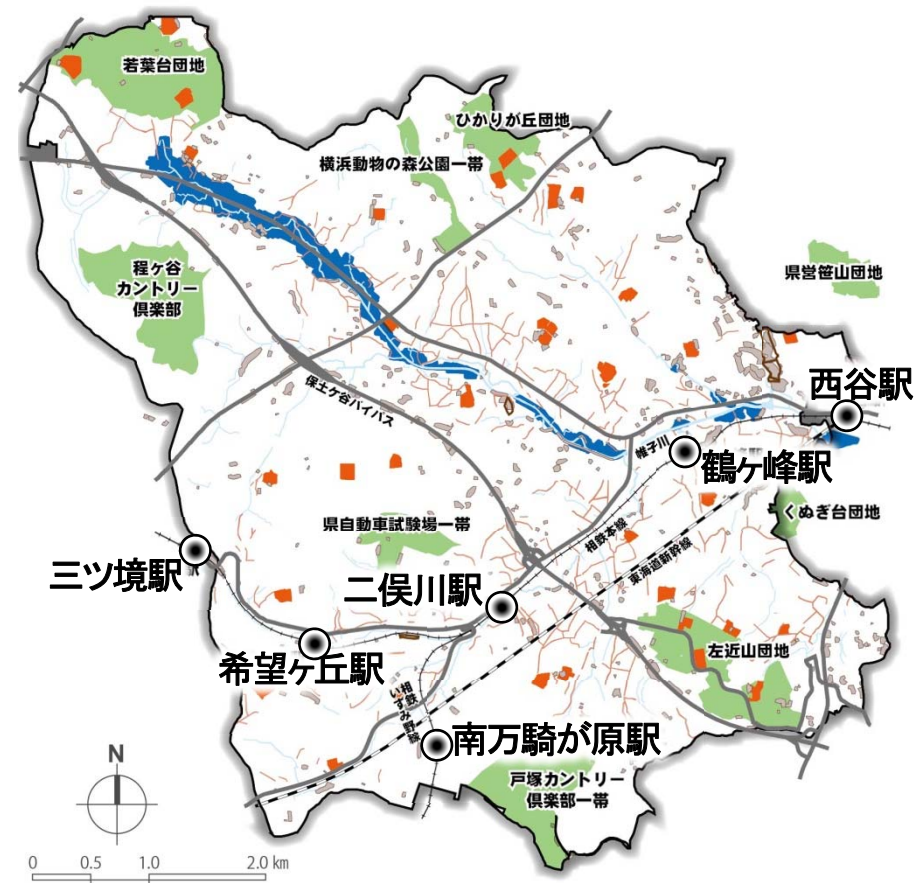 若葉台団地
ひかりが丘団地
横浜動物の森公園一帯
程ヶ谷
カントリー
倶楽部
県営笹山団地
保土ケ谷バイパス
西谷駅
帷子川
鶴ヶ峰駅
くぬぎ台団地
県自動車試験場一帯
相鉄本線
東海道新幹線
三ツ境駅
二俣川駅
希望ヶ丘駅
左近山団地
相鉄
いずみ野線
南万騎が原駅
戸塚カントリー
倶楽部一帯
N
0 0.5 1.0 2.0 km